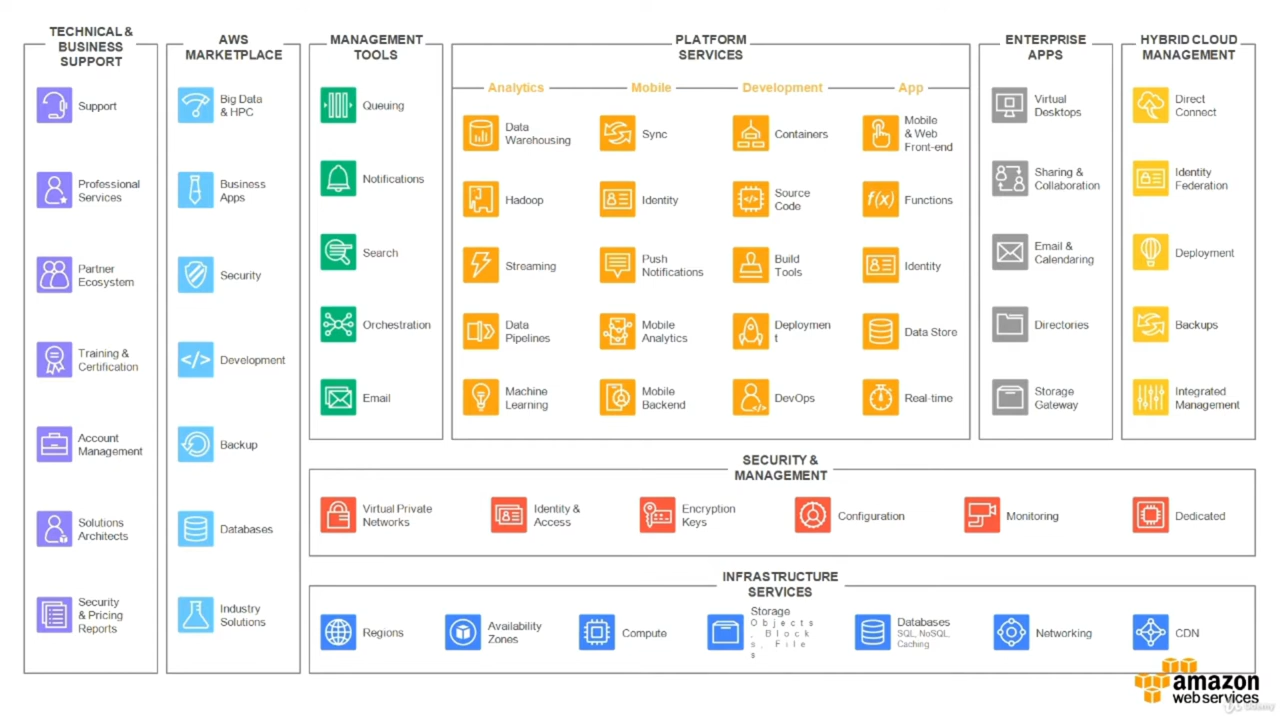 TECHNICAL &
BUSINESS
SUPPORT
Support
Professional
Services
Partner
Ecosystem
Training &
Certification
Account
Management
Solutions
Architects
Security
& Pricing
Reports
AWS
MARKETPLACE
Big Data
& HPC
Business
Apps
Security
Development
Backup
Databases
Industry
Solutions
MANAGEMENT
TOOLS
Queuing
Notifications
Search
Orchestration
Email
PLATFORM
SERVICES
Analytics
Data
Warehousing
Hadoop
Streaming
Data
Pipelines
Machine
Learning
Mobile
Sync
Identity
Push
Notifications
Mobile
Analytics
Mobile
Backend
Development
Containers
Source
Code
Build
Tools
Deploymen
t
DevOps
App
Mobile
& Web
Front-end
f(x) Functions
Identity
Data Store
Real-time
ENTERPRISE
APPS
Virtual
Desktops
Sharing &
Collaboration
Email &
Calendaring
Directories
Storage
Gateway
HYBRID CLOUD
MANAGEMENT
Direct
Connect
Identity
Federation
Deployment
Backups
Integrated
Management
SECURITY &
MANAGEMENT
Virtual Private
Networks
Identity &
Access
Encryption
Keys
Configuration
Monitoring
Dedicated
INFRASTRUCTURE
SERVICES
Regions
Availability
Zones
Compute
Storage
O b j e c t s
, B l o c k
s , F i l e
s
Databases
SQL, NoSQL,
Caching
Networking
CDN
amazon
web services
Udemy